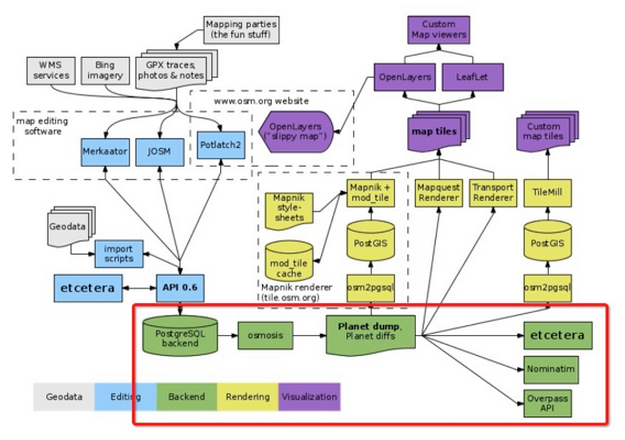 Mapping parties
(the fun stuff)
Custom
Map viewers
WMS
services
Bing
imagery
GPX traces,
photos & notes
OpenLayers
LeafLet
www.osm.org website
map editing
software
OpenLayers
("slippy map")
map tiles
Custom
map tiles
Merkaator
JOSM
Potlatch2
Mapnik
style-
sheets
Mapnik +
mod_tile
Mapquest
Renderer
Transport
Renderer
TileMill
Geodata
import
scripts
PostGIS
PostGIS
mod_tile
cache
etcetera
API 0.6
Mapnik renderer
(tile.osm.org)
osm2pgsql
osm2pgsql
PostgreSQL
backend
osmosis
Planet dump,
Planet diffs
etcetera
Nominatim
Overpass
API
Geodata
Editing
Backend
Rendering
Visualization